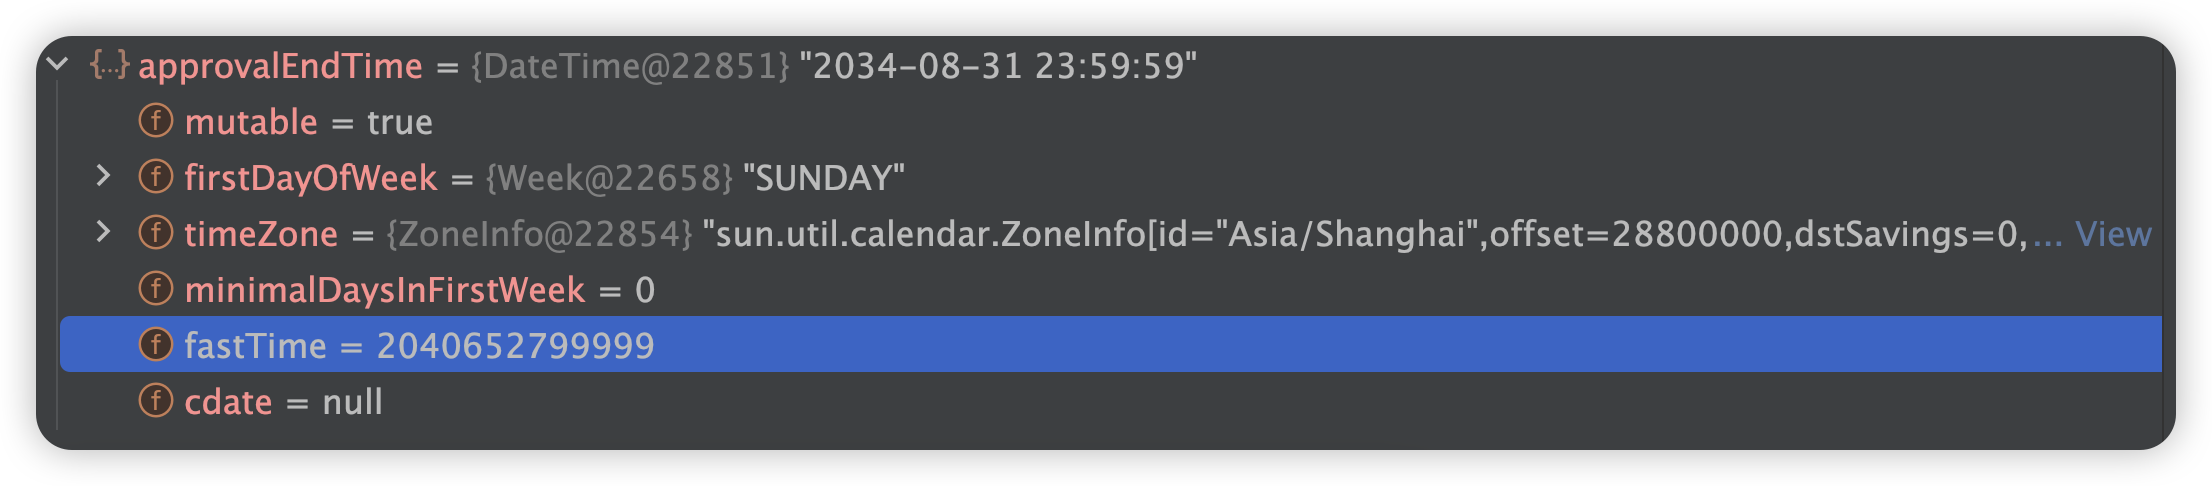 {...} approvalEndTime = {DateTime@22851} "2034-08-31 23:59:59"
f mutable = true
f firstDayOfWeek = {Week@22658} "SUNDAY"
f timeZone = {ZoneInfo@22854} "sun.util.calendar.ZoneInfo[id="Asia/Shanghai",offset=28800000,dstSavings=0,... View
f minimalDaysInFirstWeek = 0
f fastTime = 2040652799999
f cdate = null